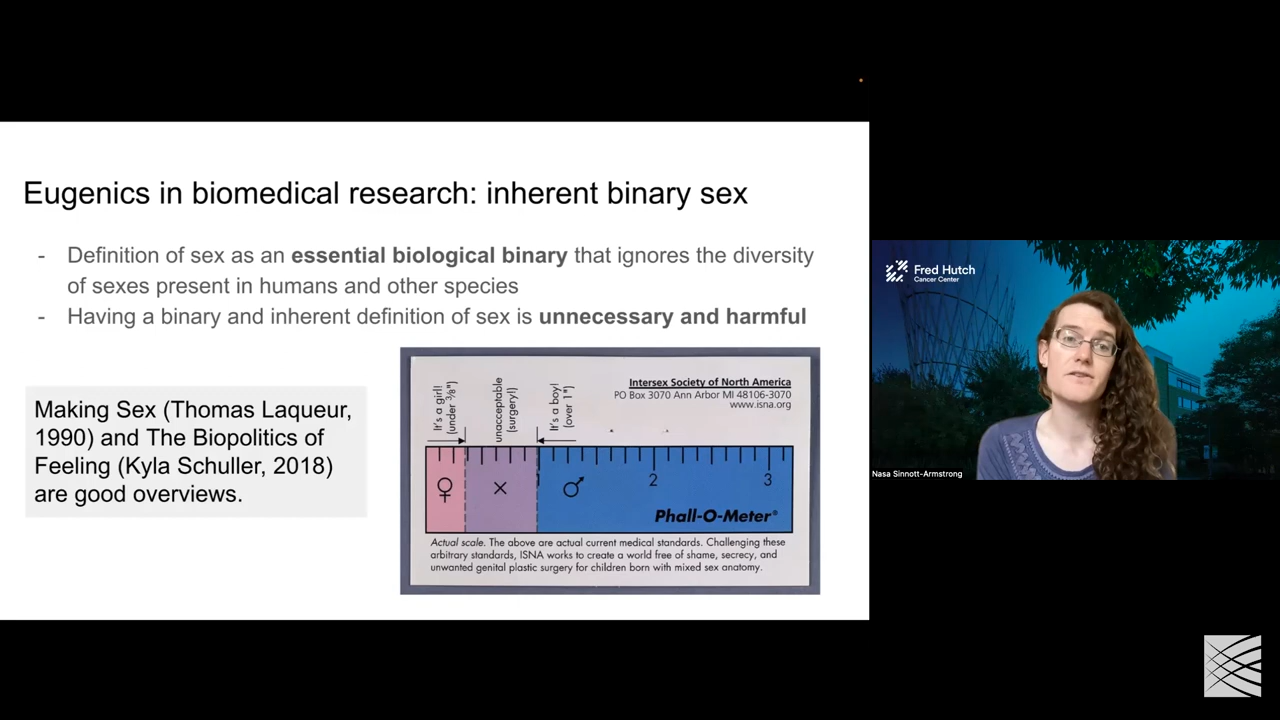 Eugenics in biomedical research: inherent binary sex
- Definition of sex as an essential biological binary that ignores the diversity
of sexes present in humans and other species
- Having a binary and inherent definition of sex is unnecessary and harmful
Making Sex (Thomas Laqueur,
1990) and The Biopolitics of
Feeling (Kyla Schuller, 2018)
are good overviews.
It's a girl!
(under 3/8")
unacceptable
(surgery!)
It's a boy!
(over 1")
Intersex Society of North America
PO Box 3070 Ann Arbor MI 48106-3070
www.isna.org
♀ × ♂ 2 3
Phall-O-Meter®
Actual scale. The above are actual current medical standards. Challenging these
arbitrary standards, ISNA works to create a world free of shame, secrecy, and
unwanted genital plastic surgery for children born with mixed sex anatomy.
Fred Hutch
Cancer Center
Nasa Sinnott-Armstrong